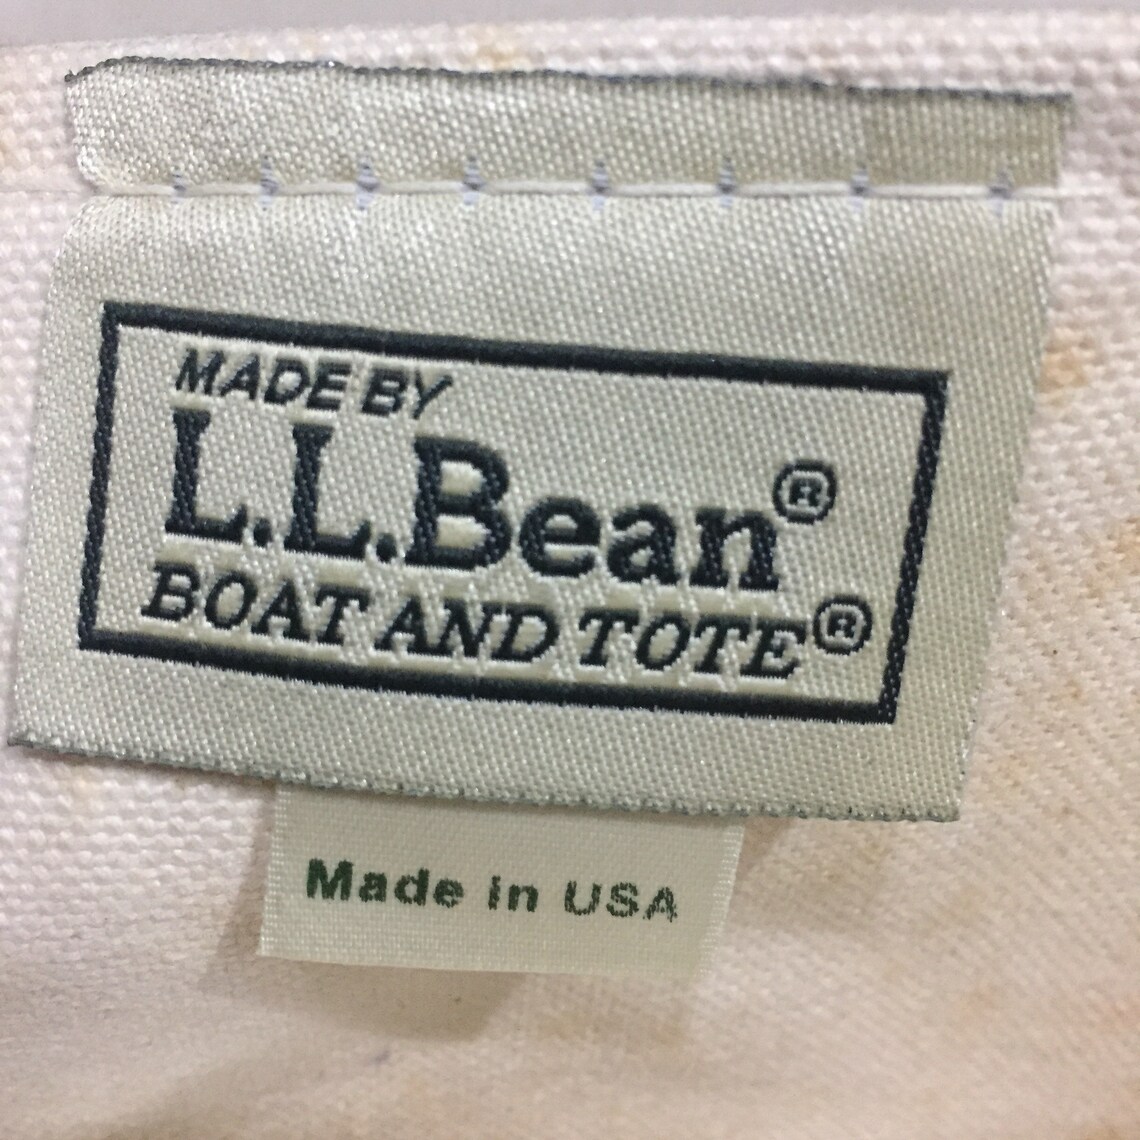 MADE BY
L.L.Bean®
BOAT AND TOTE®
Made in USA